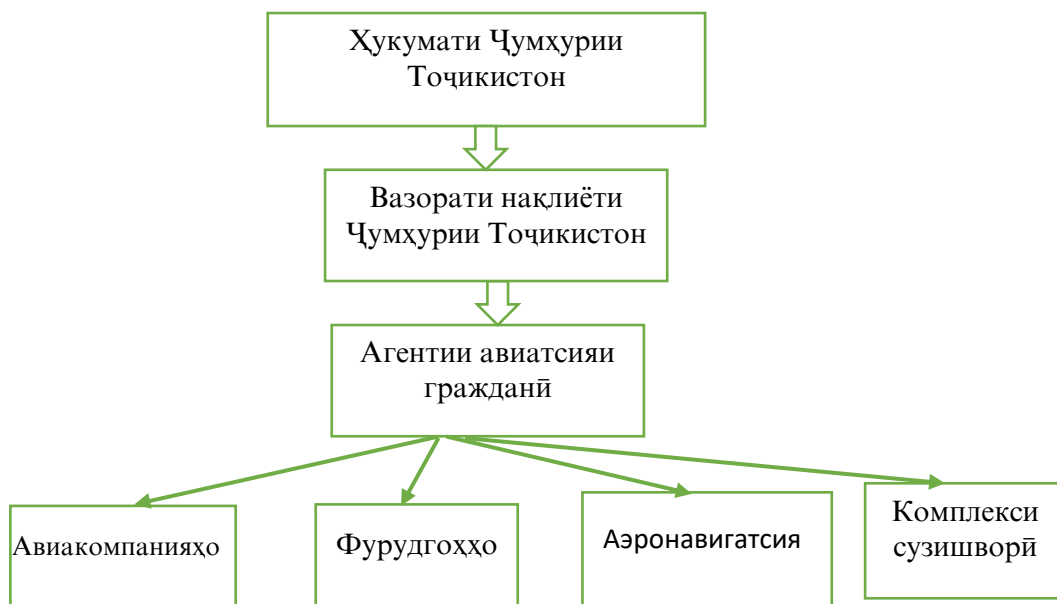 Ҳукумати Ҷумҳурии
Тоҷикистон
Вазорати нақлиёти
Ҷумҳурии Тоҷикистон
Агентии авиатсияи
гражданӣ
Авиакомпанияҳо
Фурудгоҳҳо
Аэронавигатсия
Комплекси
сузишворӣ